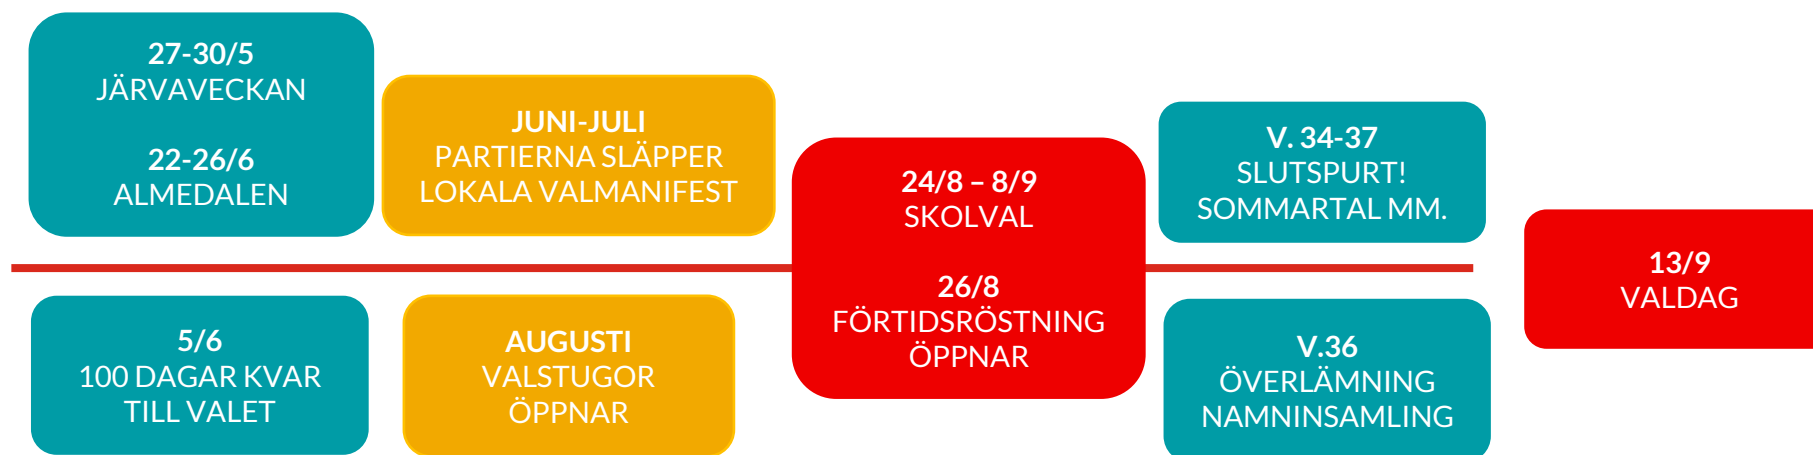 27-30/5
JÄRVAVECKAN
22-26/6
ALMEDALEN
5/6
100 DAGAR KVAR
TILL VALET
JUNI-JULI
PARTIERNA SLÄPPER
LOKALA VALMANIFEST
AUGUSTI
VALSTUGOR
ÖPPNAR
24/8 – 8/9
SKOLVAL
26/8
FÖRTIDSRÖSTNING
ÖPPNAR
V. 34-37
SLUTSPURT!
SOMMARTAL MM.
V.36
ÖVERLÄMNING
NAMNINSAMLING
13/9
VALDAG